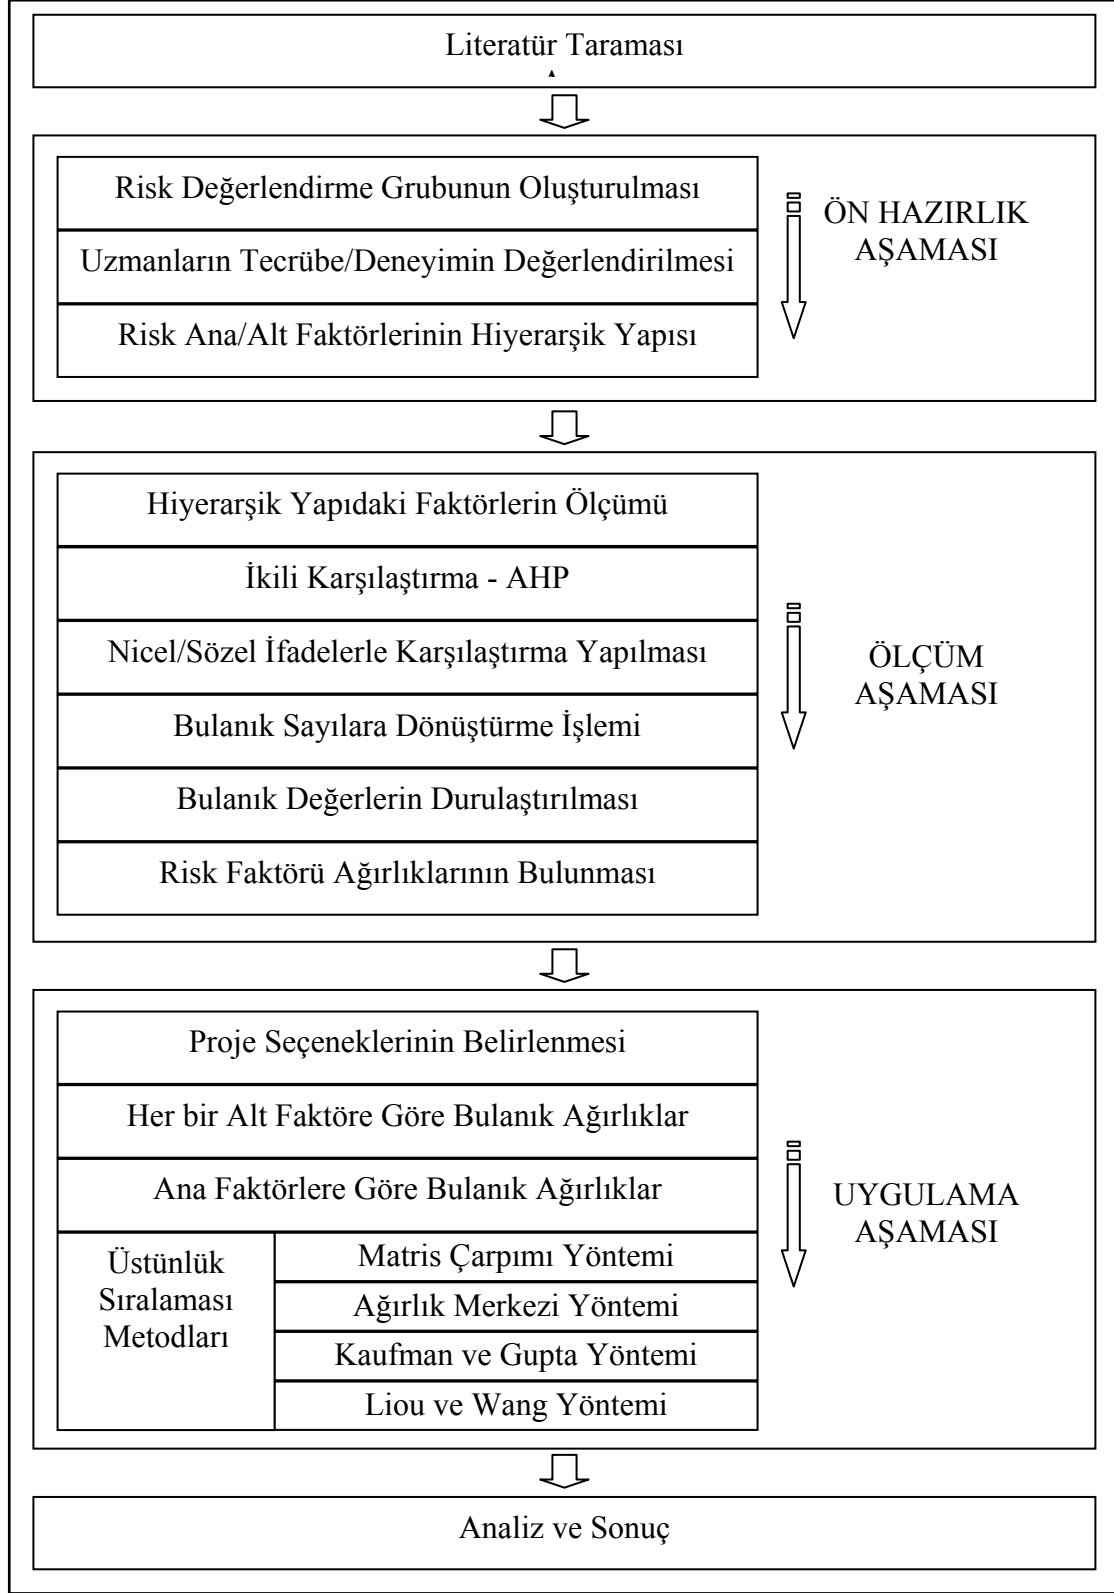 Literatür Taraması
Risk Değerlendirme Grubunun Oluşturulması
Uzmanların Tecrübe/Deneyimin Değerlendirilmesi
Risk Ana/Alt Faktörlerinin Hiyerarşik Yapısı
ÖN HAZIRLIK
AŞAMASI
Hiyerarşik Yapıdaki Faktörlerin Ölçümü
İkili Karşılaştırma - AHP
Nicel/Sözel İfadelerle Karşılaştırma Yapılması
Bulanık Sayılara Dönüştürme İşlemi
Bulanık Değerlerin Durulaştırılması
Risk Faktörü Ağırlıklarının Bulunması
ÖLÇÜM
AŞAMASI
Proje Seçeneklerinin Belirlenmesi
Her bir Alt Faktöre Göre Bulanık Ağırlıklar
Ana Faktörlere Göre Bulanık Ağırlıklar
Üstünlük
Sıralaması
Metodları
Matris Çarpımı Yöntemi
Ağırlık Merkezi Yöntemi
Kaufman ve Gupta Yöntemi
Liou ve Wang Yöntemi
UYGULAMA
AŞAMASI
Analiz ve Sonuç